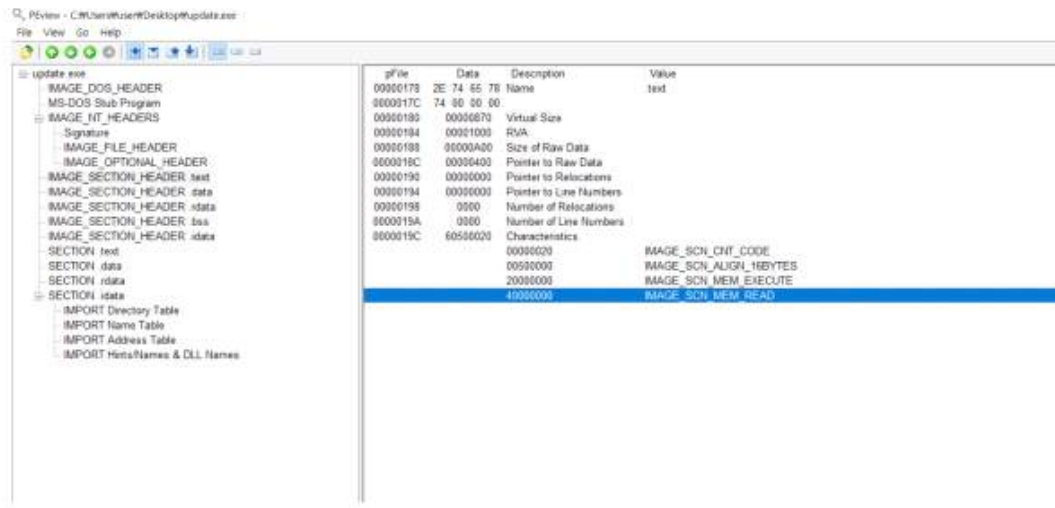 PEview - C:₩Users₩user₩Desktop₩update.exe
File View Go Help
update.exe
IMAGE_DOS_HEADER
MS-DOS Stub Program
IMAGE_NT_HEADERS
Signature
IMAGE_FILE_HEADER
IMAGE_OPTIONAL_HEADER
IMAGE_SECTION_HEADER .text
IMAGE_SECTION_HEADER .data
IMAGE_SECTION_HEADER .rdata
IMAGE_SECTION_HEADER .bss
IMAGE_SECTION_HEADER .idata
SECTION .text
SECTION .data
SECTION .rdata
SECTION .idata
IMPORT Directory Table
IMPORT Name Table
IMPORT Address Table
IMPORT Hints/Names & DLL Names
pFile Data Description Value
00000178 2E 74 65 78 Name .text
0000017C 74 00 00 00
00000180 00000870 Virtual Size
00000184 00001000 RVA
00000188 00000A00 Size of Raw Data
0000018C 00000400 Pointer to Raw Data
00000190 00000000 Pointer to Relocations
00000194 00000000 Pointer to Line Numbers
00000198 0000 Number of Relocations
0000019A 0000 Number of Line Numbers
0000019C 60500020 Characteristics
00000020 IMAGE_SCN_CNT_CODE
00500000 IMAGE_SCN_ALIGN_16BYTES
20000000 IMAGE_SCN_MEM_EXECUTE
40000000 IMAGE_SCN_MEM_READ